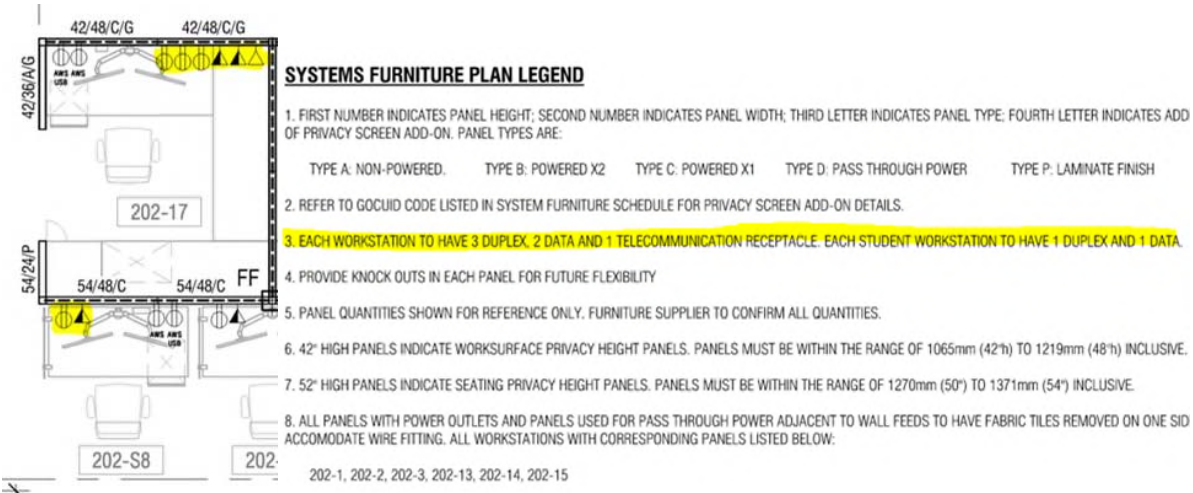 42/48/C/G 42/48/C/G
42/36/A/G
AWS AWS
USB
202-17
54/24/P
54/48/C 54/48/C FF
AWS AWS
USB
202-S8
202-
SYSTEMS FURNITURE PLAN LEGEND
1. FIRST NUMBER INDICATES PANEL HEIGHT; SECOND NUMBER INDICATES PANEL WIDTH; THIRD LETTER INDICATES PANEL TYPE; FOURTH LETTER INDICATES ADD
OF PRIVACY SCREEN ADD-ON. PANEL TYPES ARE:
TYPE A: NON-POWERED. TYPE B: POWERED X2 TYPE C: POWERED X1 TYPE D: PASS THROUGH POWER TYPE P: LAMINATE FINISH
2. REFER TO GOCUID CODE LISTED IN SYSTEM FURNITURE SCHEDULE FOR PRIVACY SCREEN ADD-ON DETAILS.
3. EACH WORKSTATION TO HAVE 3 DUPLEX, 2 DATA AND 1 TELECOMMUNICATION RECEPTACLE. EACH STUDENT WORKSTATION TO HAVE 1 DUPLEX AND 1 DATA.
4. PROVIDE KNOCK OUTS IN EACH PANEL FOR FUTURE FLEXIBILITY
5. PANEL QUANTITIES SHOWN FOR REFERENCE ONLY. FURNITURE SUPPLIER TO CONFIRM ALL QUANTITIES.
6. 42" HIGH PANELS INDICATE WORKSURFACE PRIVACY HEIGHT PANELS. PANELS MUST BE WITHIN THE RANGE OF 1065mm (42"h) TO 1219mm (48"h) INCLUSIVE.
7. 52" HIGH PANELS INDICATE SEATING PRIVACY HEIGHT PANELS. PANELS MUST BE WITHIN THE RANGE OF 1270mm (50") TO 1371mm (54") INCLUSIVE.
8. ALL PANELS WITH POWER OUTLETS AND PANELS USED FOR PASS THROUGH POWER ADJACENT TO WALL FEEDS TO HAVE FABRIC TILES REMOVED ON ONE SID
ACCOMODATE WIRE FITTING. ALL WORKSTATIONS WITH CORRESPONDING PANELS LISTED BELOW:
202-1, 202-2, 202-3, 202-13, 202-14, 202-15